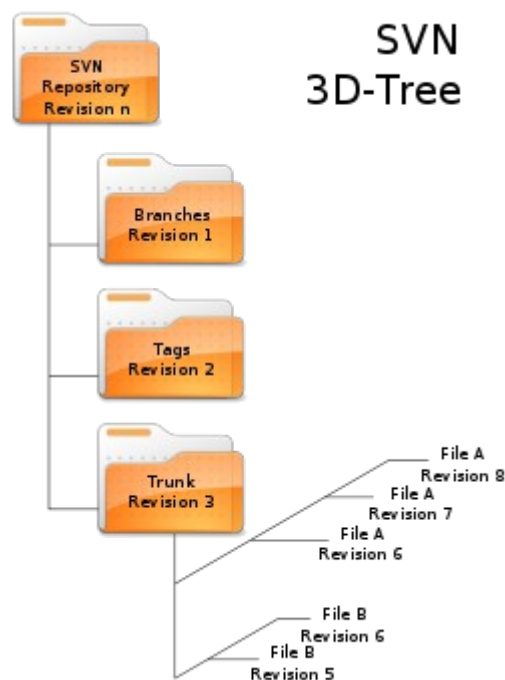 SVN
3D-Tree
SVN
Repository
Revision n
Branches
Revision 1
Tags
Revision 2
Trunk
Revision 3
File A
Revision 8
File A
Revision 7
File A
Revision 6
File B
Revision 6
File B
Revision 5